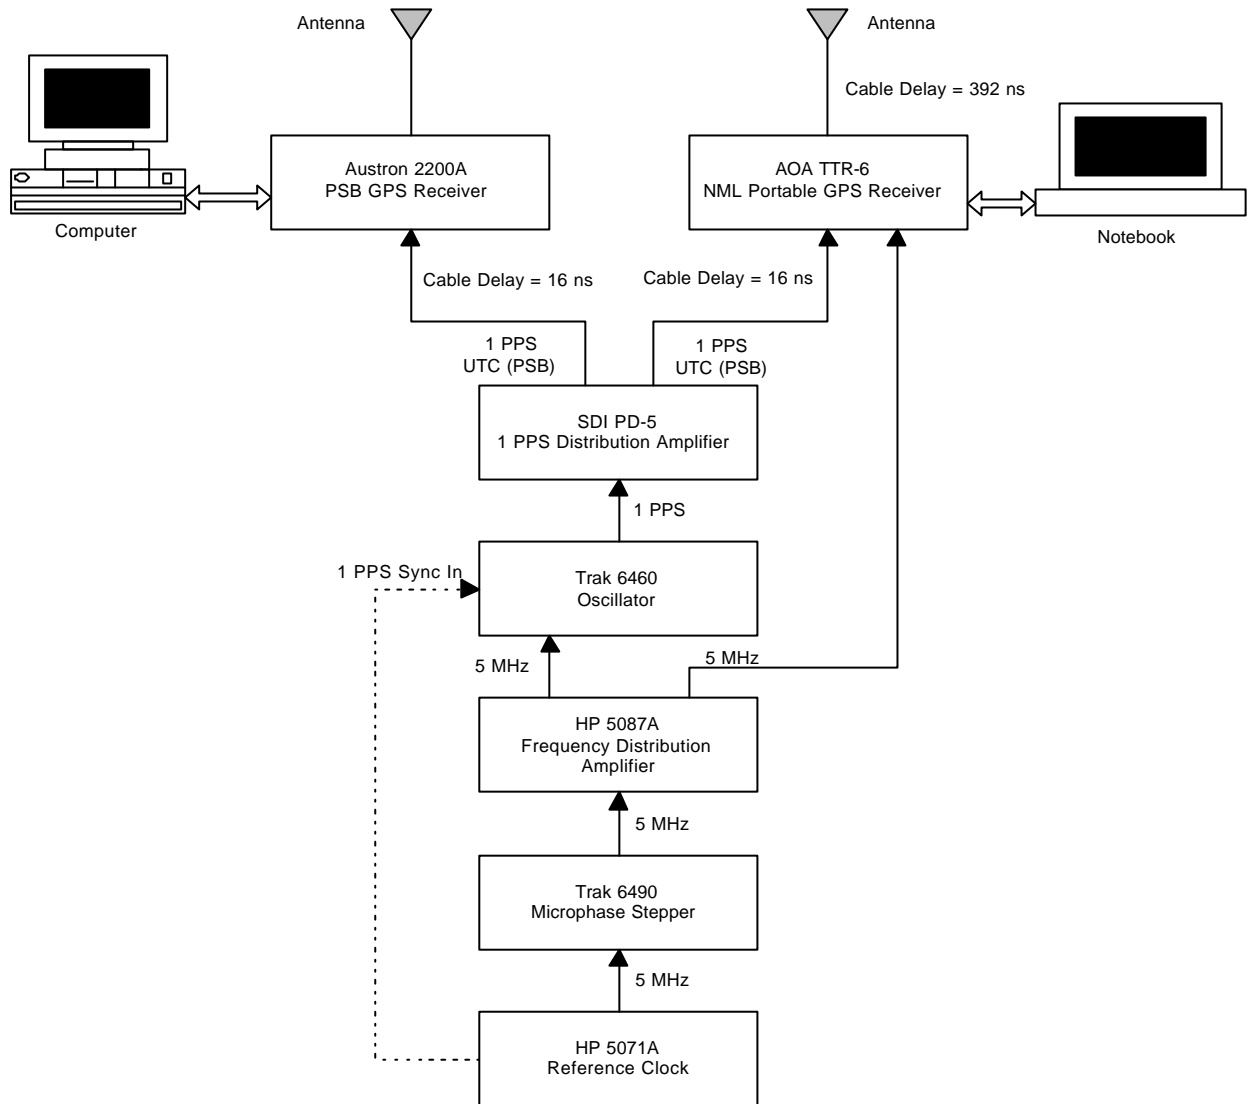 Antenna
Antenna
Cable Delay = 392 ns
Austron 2200A
PSB GPS Receiver
AOA TTR-6
NML Portable GPS Receiver
Computer
Notebook
Cable Delay = 16 ns
Cable Delay = 16 ns
1 PPS
UTC (PSB)
1 PPS
UTC (PSB)
SDI PD-5
1 PPS Distribution Amplifier
1 PPS
1 PPS Sync In
Trak 6460
Oscillator
5 MHz
5 MHz
HP 5087A
Frequency Distribution
Amplifier
5 MHz
Trak 6490
Microphase Stepper
5 MHz
HP 5071A
Reference Clock